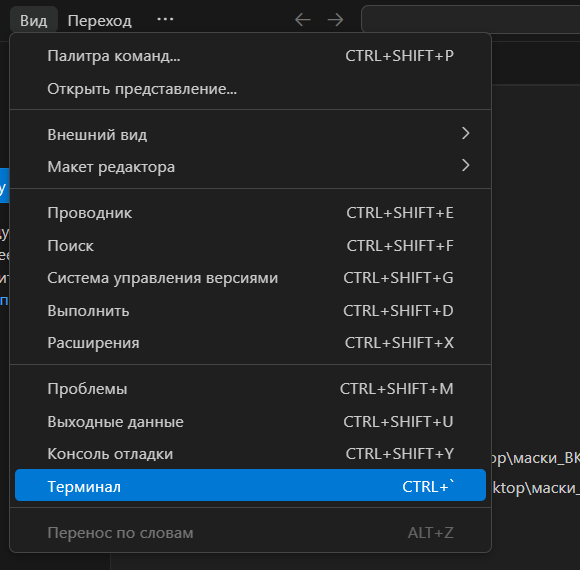 Вид Переход ...
Палитра команд... CTRL+SHIFT+P
Открыть представление...
Внешний вид
Макет редактора
Проводник CTRL+SHIFT+E
Поиск CTRL+SHIFT+F
Система управления версиями CTRL+SHIFT+G
Выполнить CTRL+SHIFT+D
Расширения CTRL+SHIFT+X
Проблемы CTRL+SHIFT+M
Выходные данные CTRL+SHIFT+U
Консоль отладки CTRL+SHIFT+Y
op\маски_ВК
Терминал CTRL+`
ktop\маски_
Перенос по словам ALT+Z